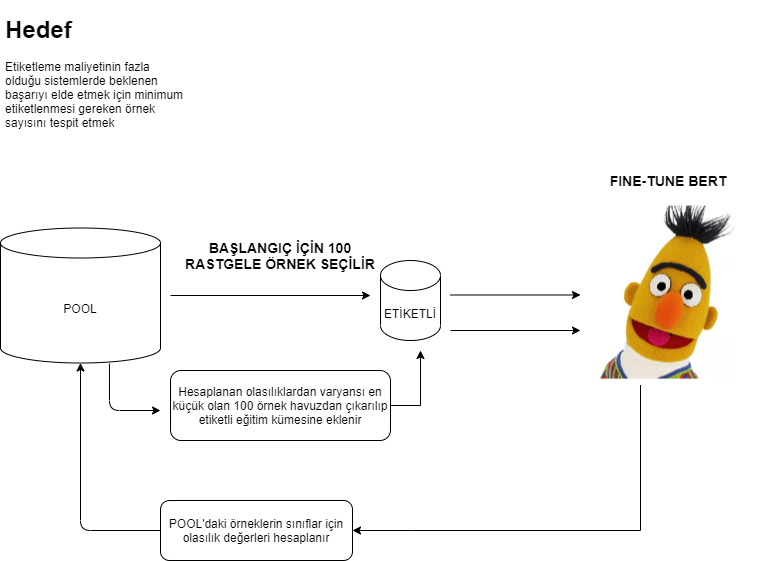 Hedef
Etiketleme maliyetinin fazla
olduğu sistemlerde beklenen
başarıyı elde etmek için minimum
etiketlenmesi gereken örnek
sayısını tespit etmek
FINE-TUNE BERT
BAŞLANGIÇ İÇİN 100
RASTGELE ÖRNEK SEÇİLİR
POOL
ETİKETLİ
Hesaplanan olasılıklardan varyansı en
küçük olan 100 örnek havuzdan çıkarılıp
etiketli eğitim kümesine eklenir
POOL'daki örneklerin sınıflar için
olasılık değerleri hesaplanır